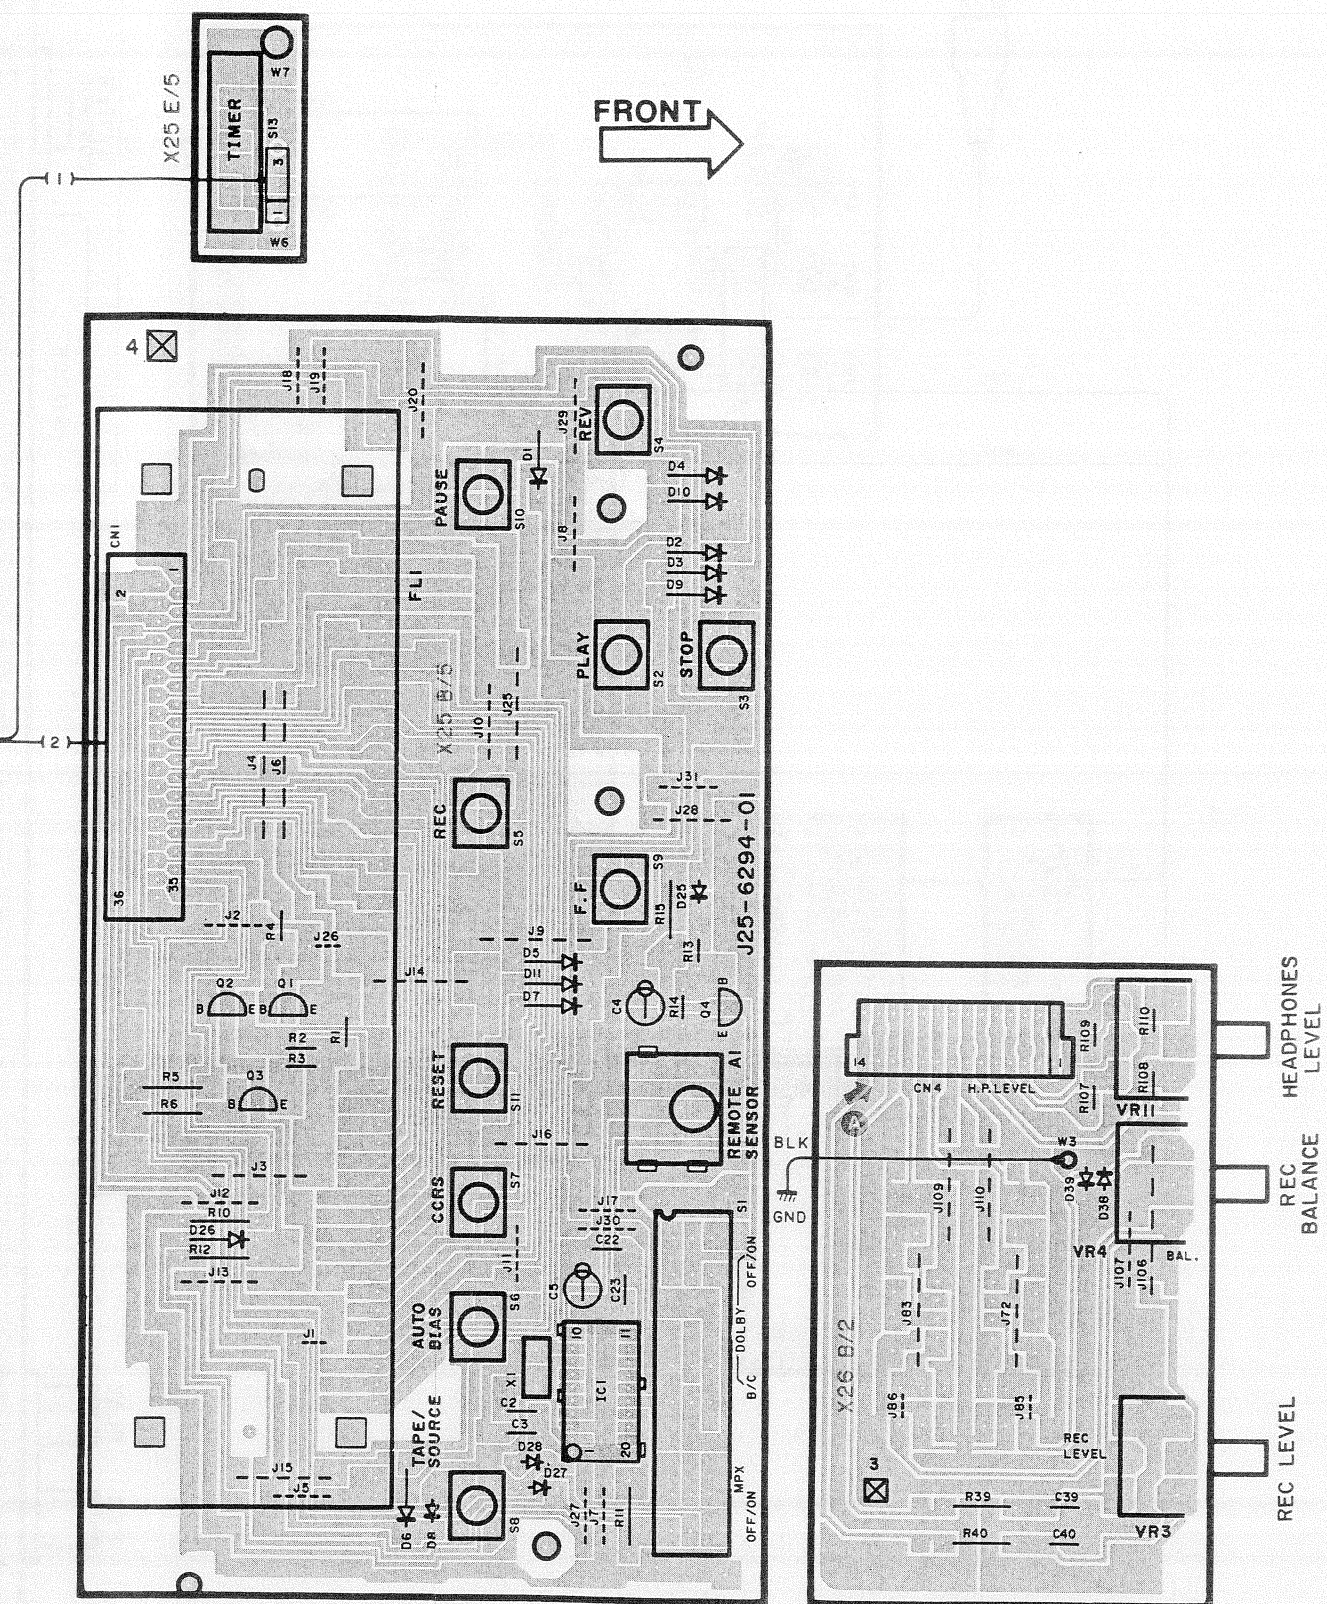 X25 E/5
TIMER
W7
S13
3
1
W6
FRONT
1
2
4
J18
J19
J20
J29
REV
S4
D1
D4
D10
PAUSE
S10
J8
D2
D3
D9
CN1
1
2
FL1
PLAY
S2
STOP
S3
X25 B/5
J10
J25
J4
J6
J31
J28
REC
S5
J25-6294-01
36
35
F.F
S9
R15
D25
R13
J2
R4
J26
J9
J14
D5
D11
D7
C4
R14
Q4
B
E
Q2
B
E
Q1
B
E
R1
R2
R3
R5
R6
Q3
B
E
RESET
S11
A1
REMOTE
SENSOR
J16
J3
J12
R10
D26
R12
J13
CCRS
S7
J17
J30
C22
J11
S1
C5
C23
OFF/ON
DOLBY
B/C
AUTO
BIAS
S6
J1
X1
10
11
IC1
1
20
C2
C3
D28
D27
TAPE/
SOURCE
J15
J5
D6
D8
S8
J27
J7
R11
MPX
OFF/ON
BLK
GND
14
1
CN4
H.P.LEVEL
A
R109
R110
R107
R108
VR11
HEADPHONES
LEVEL
W3
D39
D38
J109
J110
VR4
BAL.
J107
J106
REC
BALANCE
J83
J72
X26 B/2
J86
J85
REC
LEVEL
3
R39
C39
R40
C40
VR3
REC LEVEL